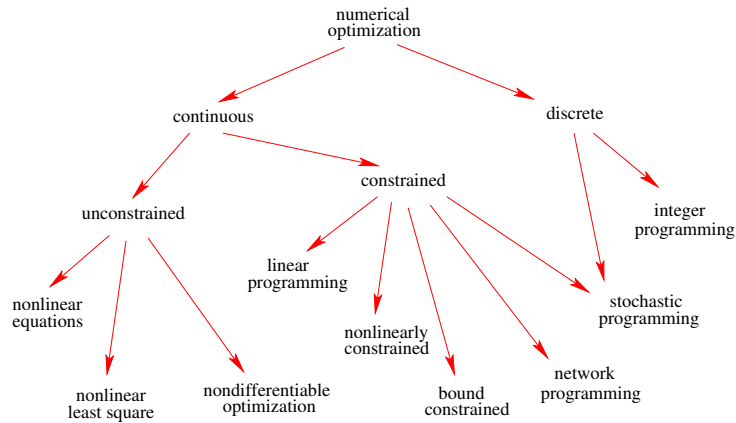 numerical
optimization
continuous
discrete
constrained
unconstrained
integer
programming
linear
programming
nonlinear
equations
stochastic
programming
nonlinearly
constrained
network
programming
nonlinear
least square
nondifferentiable
optimization
bound
constrained